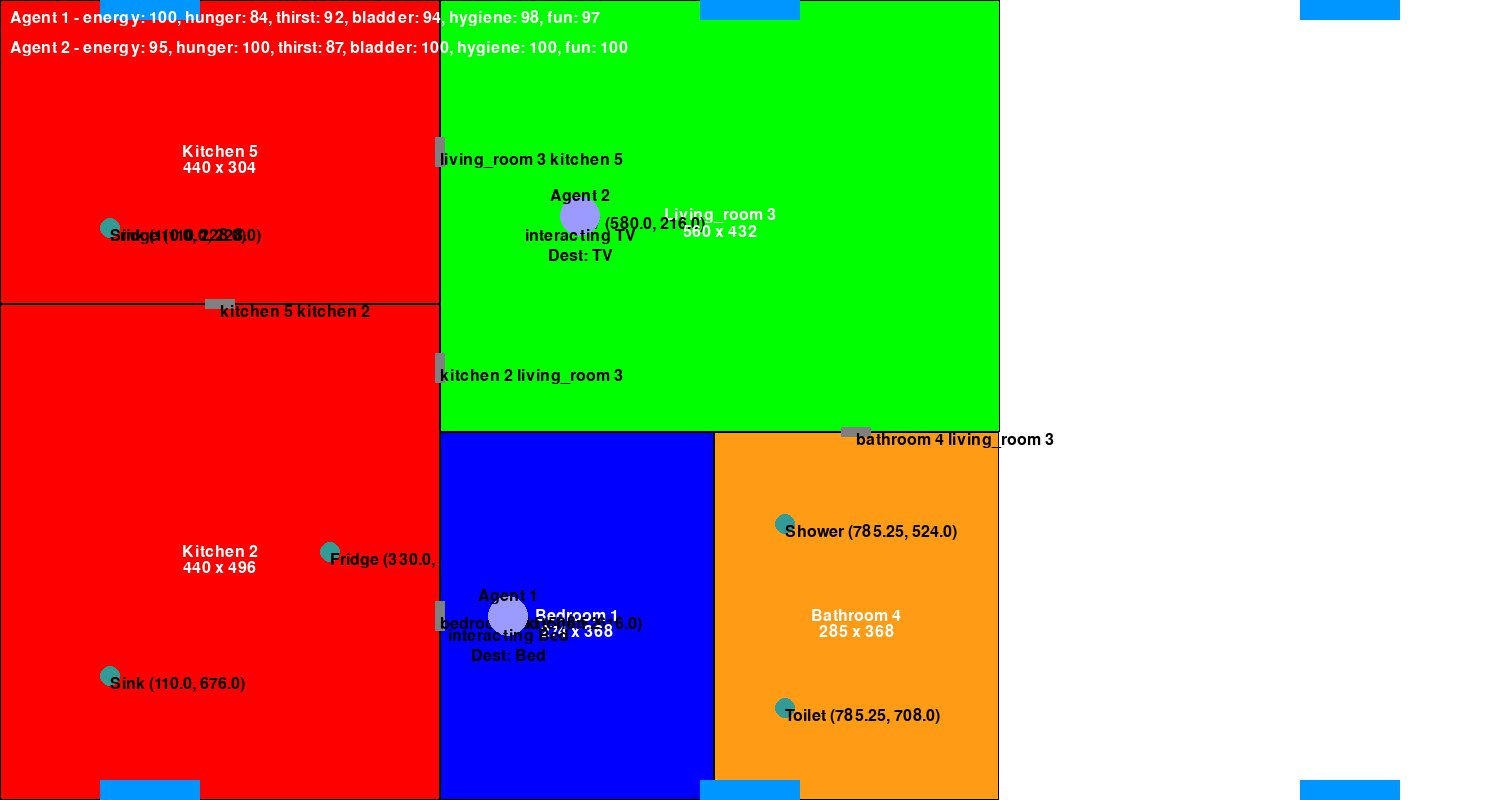 Agent 1 - energy: 100, hunger: 84, thirst: 92, bladder: 94, hygiene: 98, fun: 97
Agent 2 - energy: 95, hunger: 100, thirst: 87, bladder: 100, hygiene: 100, fun: 100
Kitchen 5
440 x 304
living_room 3 kitchen 5
Agent 2
(580.0, 216.0)
Living_room 3
560 x 432
interacting TV
Dest: TV
kitchen 5 kitchen 2
kitchen 2 living_room 3
bathroom 4 living_room 3
Shower (785.25, 524.0)
Kitchen 2
440 x 496
Fridge (330.0,
Agent 1
Bedroom 1
x 368
interacting Bed
Dest: Bed
Bathroom 4
285 x 368
Sink (110.0, 676.0)
Toilet (785.25, 708.0)